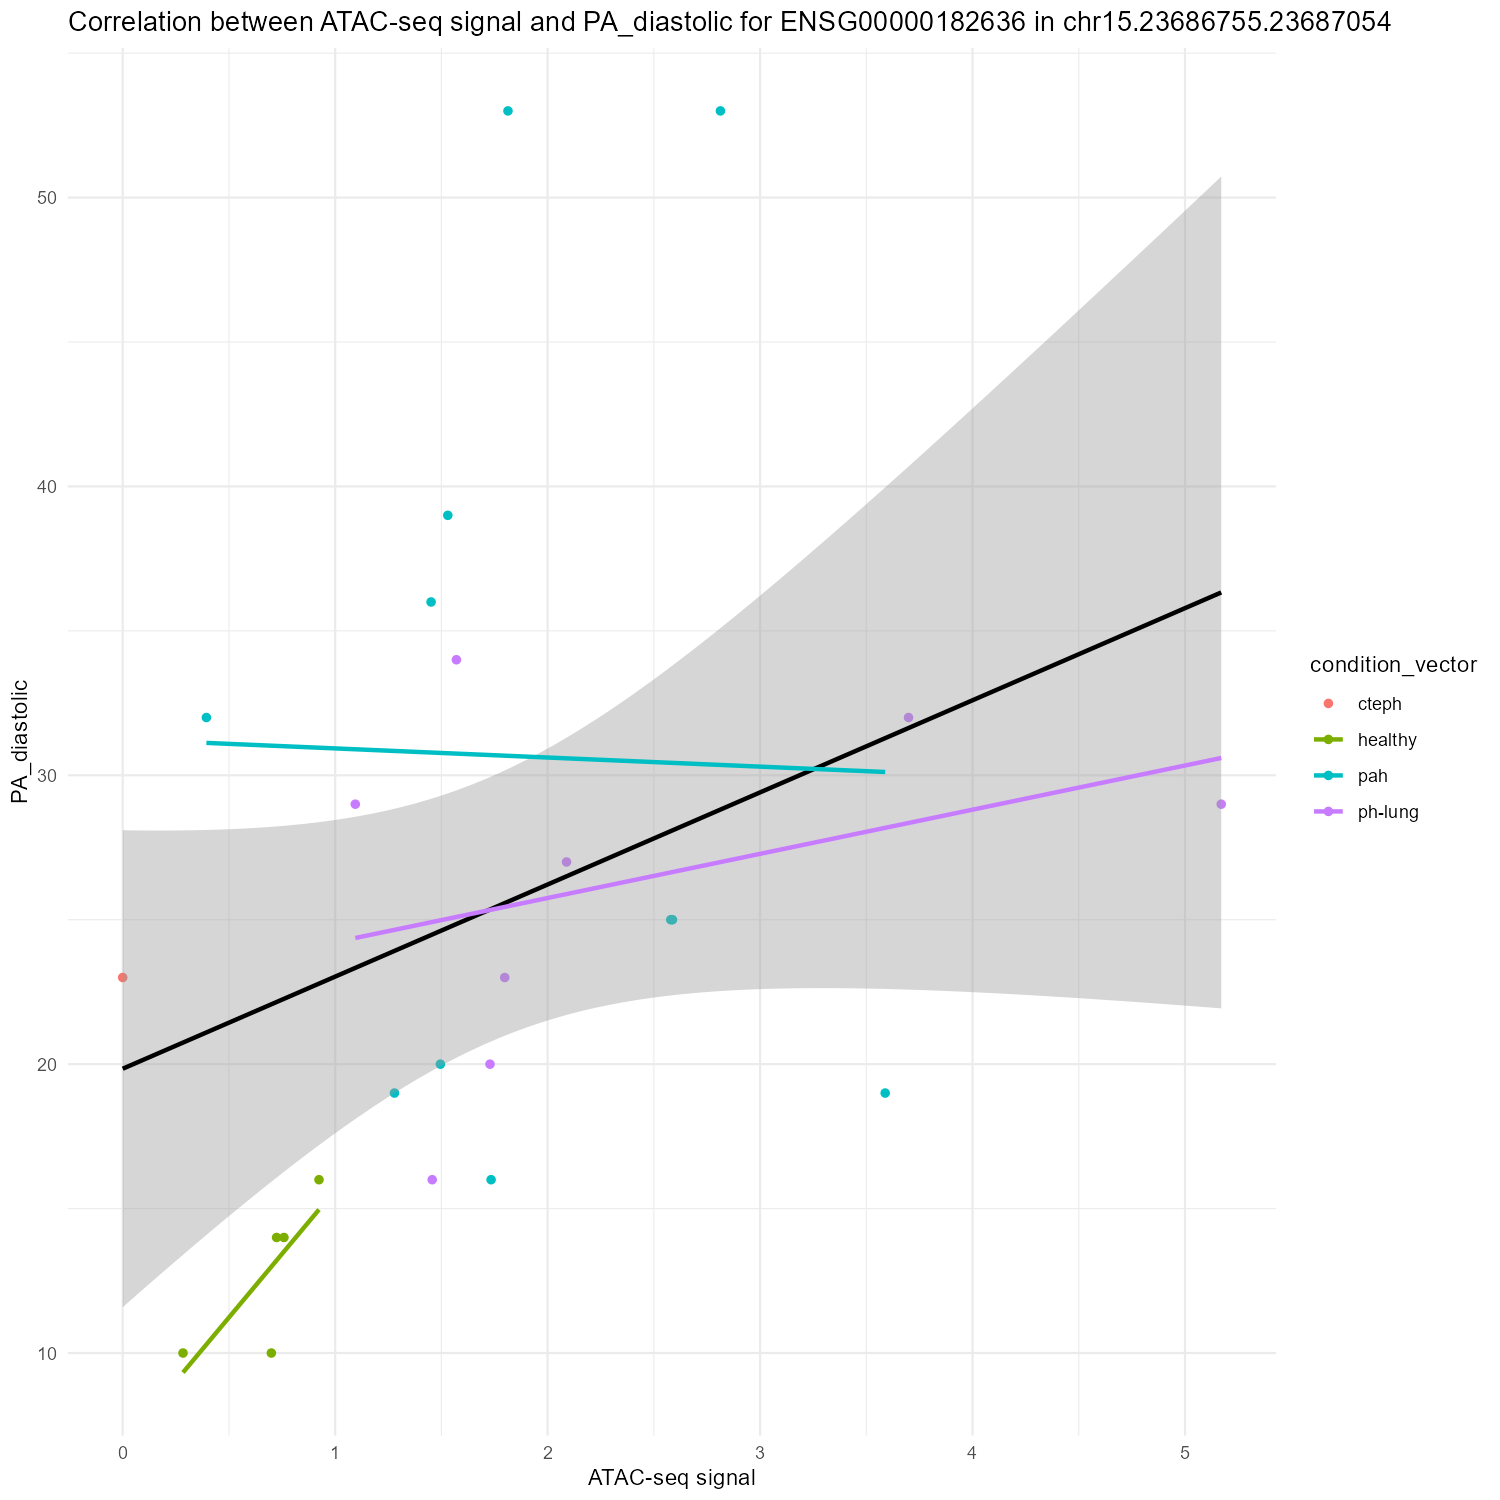 Correlation between ATAC-seq signal and PA_diastolic for ENSG00000182636 in chr15.23686755.23687054
50
40
30
20
10
PA_diastolic
0 1 2 3 4 5
ATAC-seq signal
condition_vector
cteph
healthy
pah
ph-lung